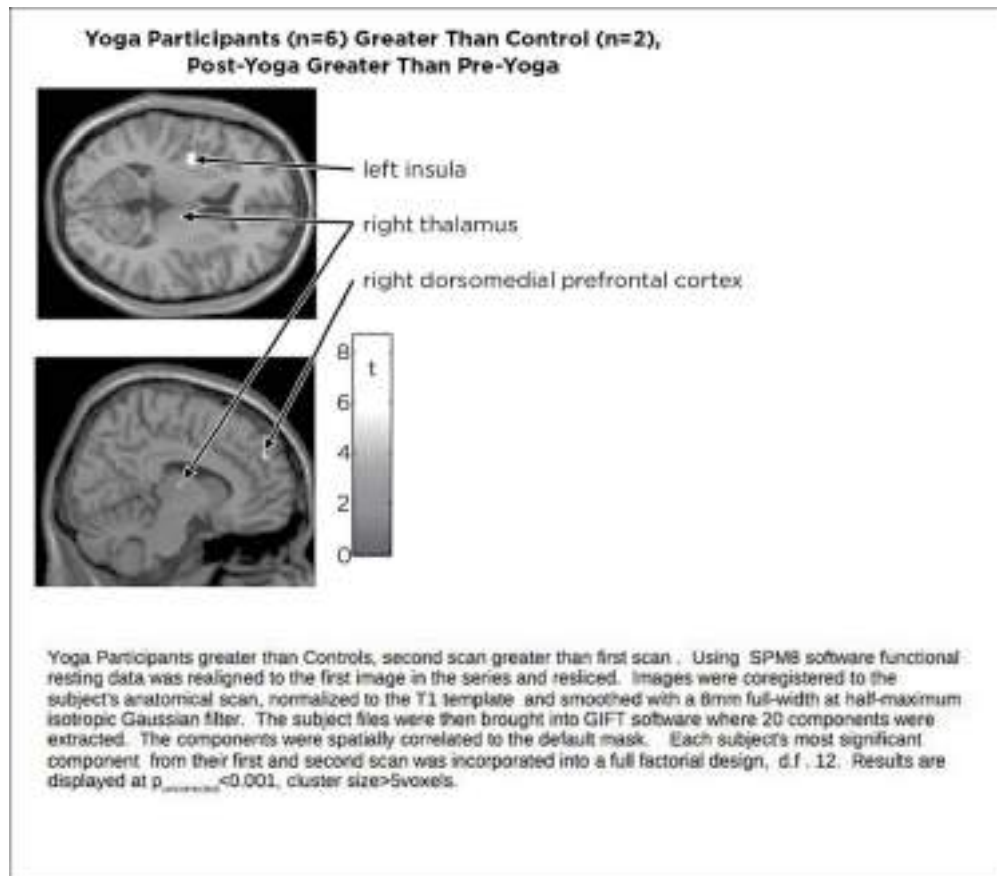 Yoga Participants (n=6) Greater Than Control (n=2),
Post-Yoga Greater Than Pre-Yoga
left insula
right thalamus
right dorsomedial prefrontal cortex
8
t
6
4
2
0
Yoga Participants greater than Controls, second scan greater than first scan . Using SPM8 software functional
resting data was realigned to the first image in the series and resliced. Images were coregistered to the
subject's anatomical scan, normalized to the T1 template and smoothed with a 8mm full-width at half-maximum
isotropic Gaussian filter. The subject files were then brought into GIFT software where 20 components were
extracted. The components were spatially correlated to the default mask. Each subject's most significant
component from their first and second scan was incorporated into a full factorial design, d.f . 12. Results are
displayed at p <0.001, cluster size>5voxels.